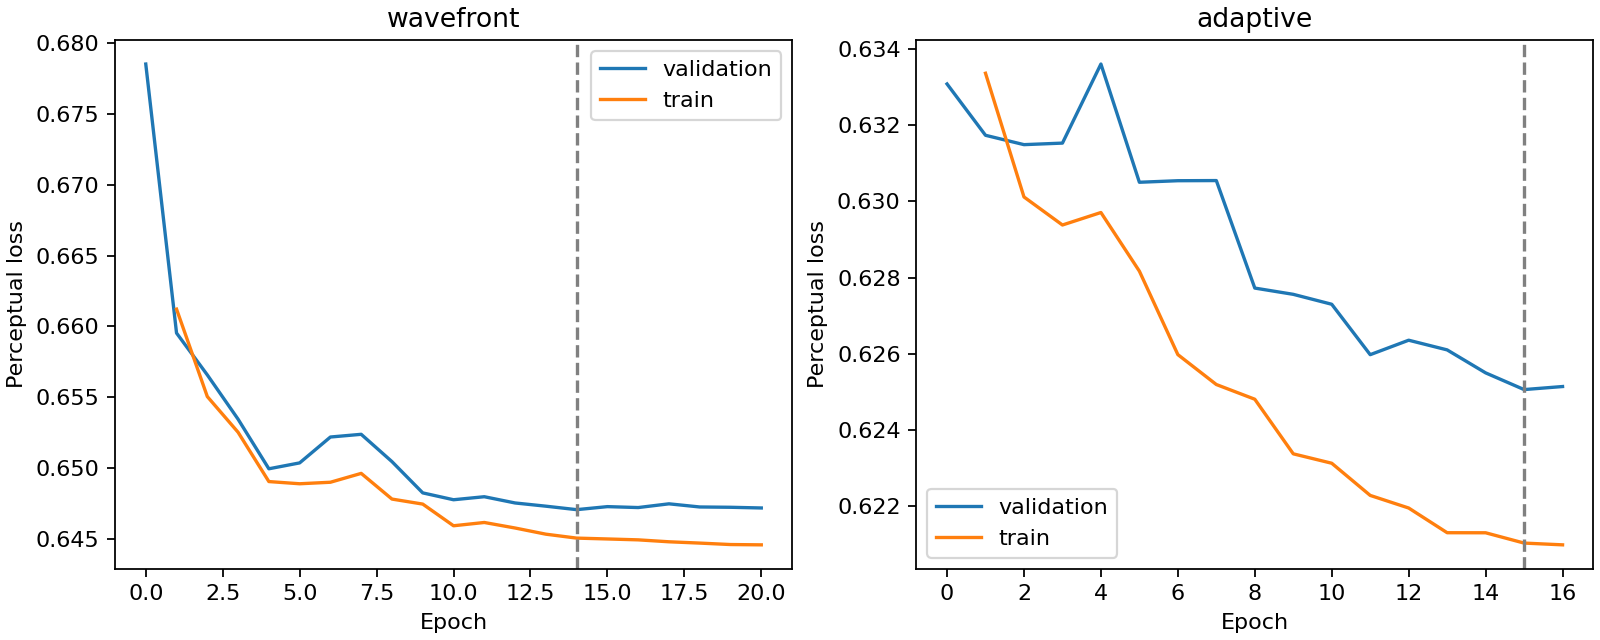 wavefront
0.680
0.675
0.670
0.665
0.660
0.655
0.650
0.645
Perceptual loss
validation
train
0.0 2.5 5.0 7.5 10.0 12.5 15.0 17.5 20.0
Epoch
adaptive
0.634
0.632
0.630
0.628
0.626
0.624
0.622
Perceptual loss
validation
train
0 2 4 6 8 10 12 14 16
Epoch